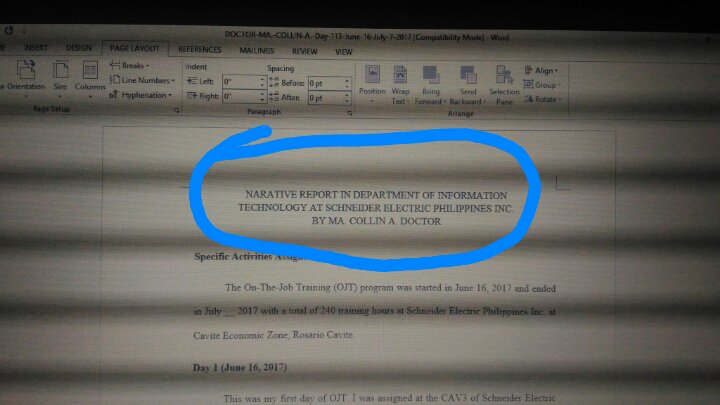 DOCTOR-MA.-COLLIN-A.-Day-113-June-16-July-7-2017 [Compatibility Mode] - Word
INSERT DESIGN PAGE LAYOUT REFERENCES MAILINGS REVIEW VIEW
Breaks Indent Spacing Align
Line Numbers Left: 0" Before: 0 pt Group
Orientation Size Columns Hyphenation Right: 0" After: 0 pt Position Wrap Text Bring Forward Send Backward Selection Pane Rotate
Page Setup Paragraph Arrange
NARATIVE REPORT IN DEPARTMENT OF INFORMATION
TECHNOLOGY AT SCHNEIDER ELECTRIC PHILIPPINES INC.
BY MA. COLLIN A. DOCTOR
Specific Activities
The On-The-Job Training (OJT) program was started in June 16, 2017 and ended
in July __ 2017 with a total of 240 training hours at Schneider Electric Philippines Inc. at
Cavite Economic Zone, Rosario Cavite.
Day 1 (June 16, 2017)
This was my first day of OJT. I was assigned at the CAV3 of Schneider Electric